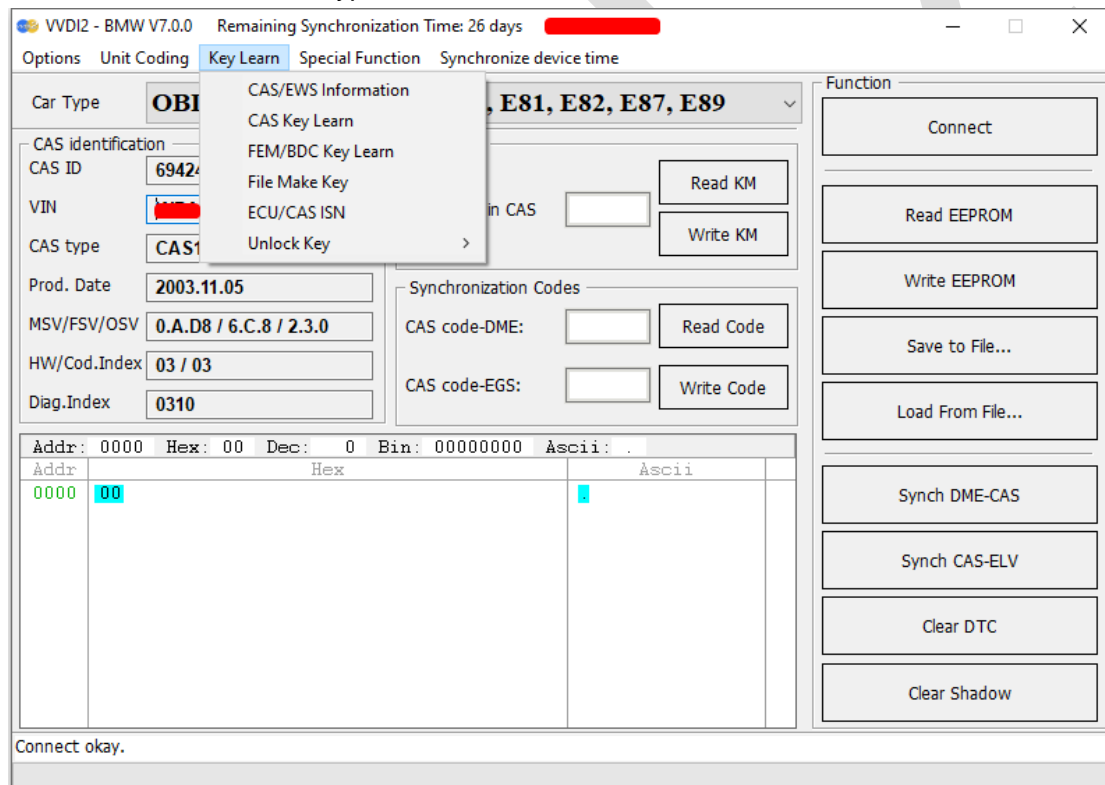 VVDI2 - BMW V7.0.0 Remaining Synchronization Time: 26 days
Options Unit Coding Key Learn Special Function Synchronize device time
CAS/EWS Information
CAS Key Learn
FEM/BDC Key Learn
File Make Key
ECU/CAS ISN
Unlock Key >
Car Type OBI , E81, E82, E87, E89
CAS identification
CAS ID 6942
VIN
CAS type CAS1
Prod. Date 2003.11.05
MSV/FSV/OSV 0.A.D8 / 6.C.8 / 2.3.0
HW/Cod.Index 03 / 03
Diag.Index 0310
in CAS
Read KM
Write KM
Synchronization Codes
CAS code-DME: Read Code
CAS code-EGS: Write Code
Function
Connect
Read EEPROM
Write EEPROM
Save to File...
Load From File...
Synch DME-CAS
Synch CAS-ELV
Clear DTC
Clear Shadow
Addr: 0000 Hex: 00 Dec: 0 Bin: 00000000 Ascii: .
Addr Hex Ascii
0000 00 .
Connect okay.